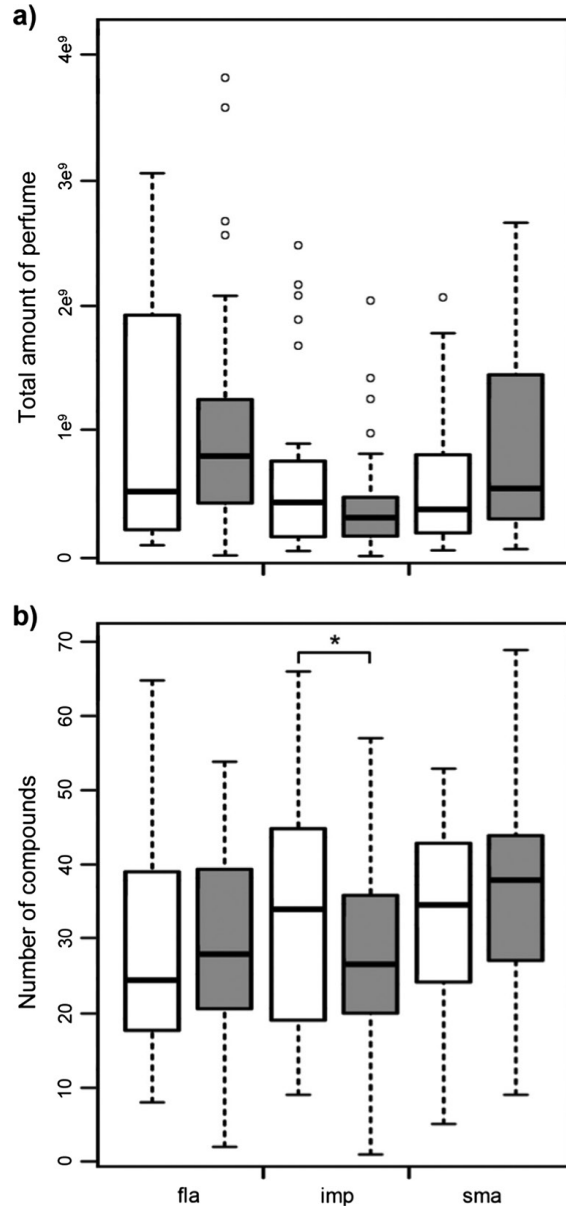 a)
Total amount of perfume
4e⁹
3e⁹
2e⁹
1e⁹
0
b)
*
Number of compounds
70
60
50
40
30
20
10
0
fla imp sma